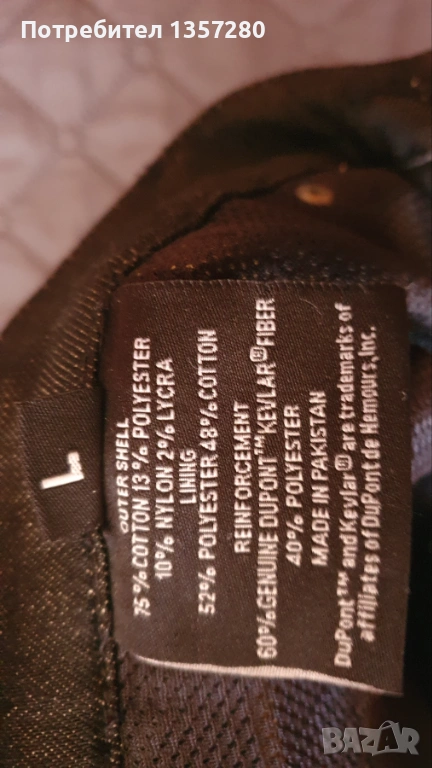 Потребител 1357280
L
OUTER SHELL
75% COTTON 13% POLYESTER
10% NYLON 2% LYCRA
LINING
52% POLYESTER 48% COTTON
REINFORCEMENT
60% GENUINE DUPONT™ KEVLAR® FIBER
40% POLYESTER
MADE IN PAKISTAN
DuPont™ and Kevlar® are trademarks of
affiliates of DuPont de Nemours, Inc.
BAZAR